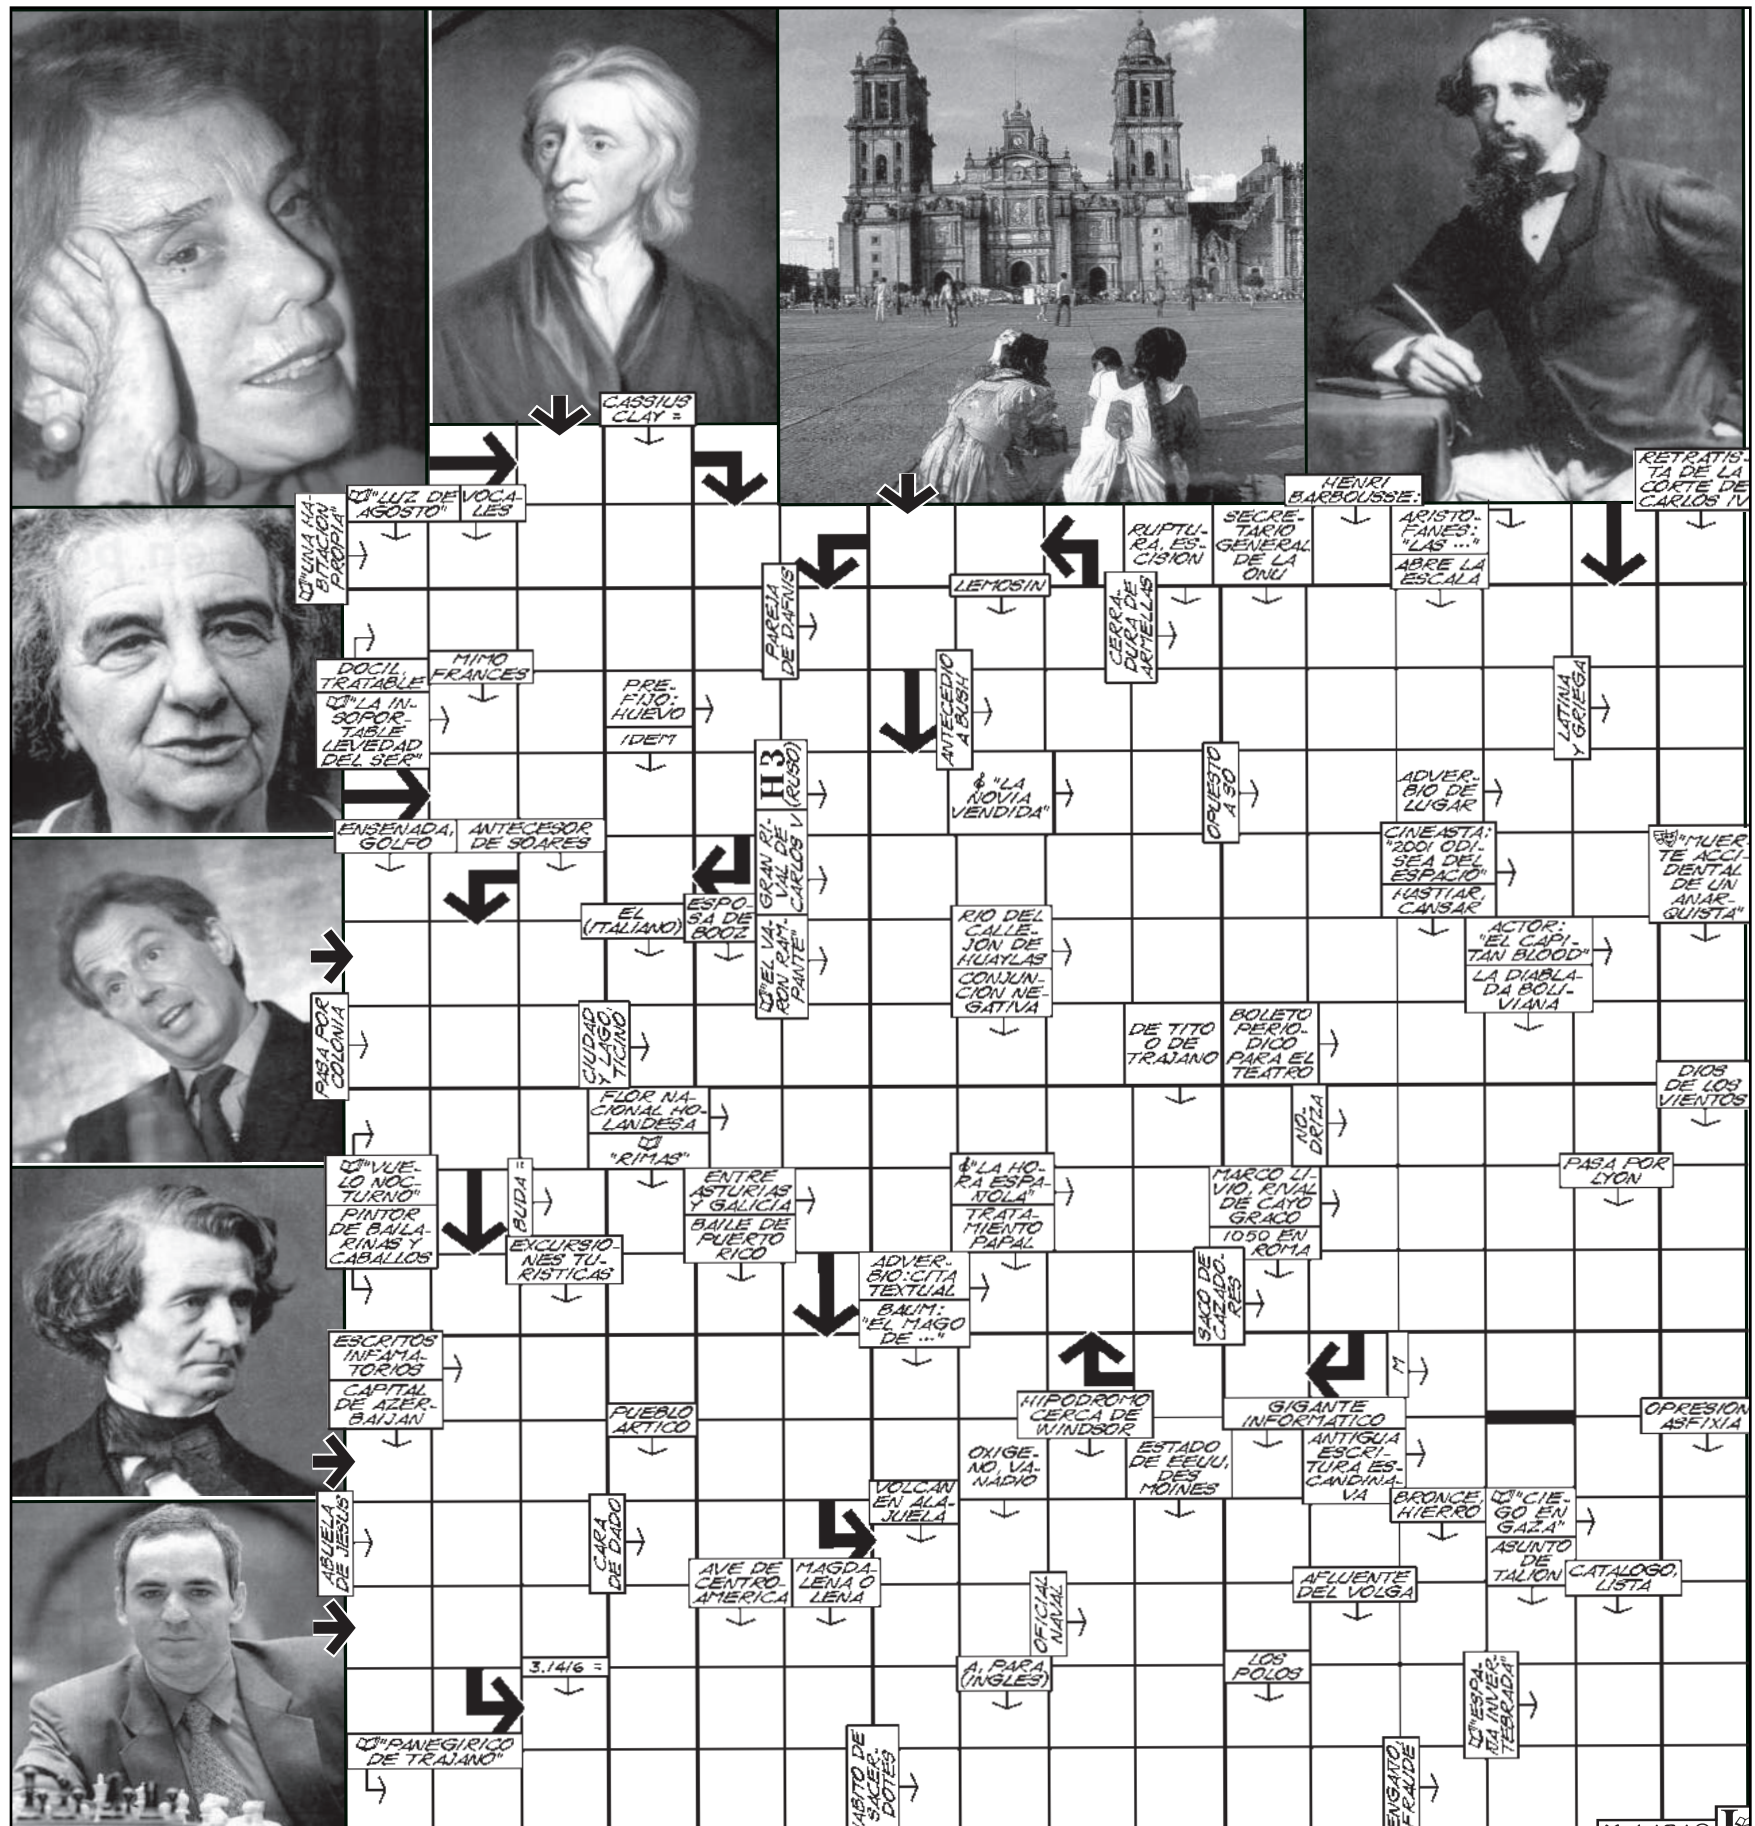 CASSIUS
CLAY =
RETRATIS-
TA DE LA
CORTE DE
CARLOS IV
HENRI
BARBOUSSE:
"UNA HA-
BITACION
PROPIA"
"LUZ DE
AGOSTO"
VOCA-
LES
RUPTU-
RA, ES-
CISION
SECRE-
TARIO
GENERAL
DE LA
ONU
ARISTO-
FANES:
"LAS ..."
ABRE LA
ESCALA
PAREJA
DE DAFNIS
LEMOSIN
CERRA-
DURA DE
ARMELLAS
DOCIL,
TRATABLE
MIMO
FRANCES
"LA IN-
SOPOR-
TABLE
LEVEDAD
DEL SER"
PRE-
FIJO:
HUEVO
IDEM
ANTECEDIO
A BUSH
LATINA
Y GRIEGA
H3
(RUSO)
"LA
NOVIA
VENDIDA"
OPUESTO
A SO
ADVER-
BIO DE
LUGAR
ENSENADA,
GOLFO
ANTECESOR
DE SOARES
GRAN RI-
VAL DE
CARLOS V
CINEASTA:
"2001 ODI-
SEA DEL
ESPACIO"
HASTIAR,
CANSAR
"MUER-
TE ACCI-
DENTAL
DE UN
ANAR-
QUISTA"
EL
(ITALIANO)
ESPO-
SA DE
BOOZ
"EL VA-
RON RAM-
PANTE"
RIO DEL
CALLE-
JON DE
HUAYLAS
CONJUN-
CION NE-
GATIVA
ACTOR:
"EL CAPI-
TAN BLOOD"
LA DIABLA-
DA BOLI-
VIANA
PASA POR
COLONIA
CIUDAD
Y LAGO,
TICINO
DE TITO
O DE
TRAJANO
BOLETO
PERIO-
DICO
PARA EL
TEATRO
DIOS
DE LOS
VIENTOS
FLOR NA-
CIONAL HO-
LANDESA
"RIMAS"
NO-
DRIZA
"VUE-
LO NOC-
TURNO"
PINTOR
DE BAILA-
RINAS Y
CABALLOS
BUDA =
EXCURSIO-
NES TU-
RISTICAS
ENTRE
ASTURIAS
Y GALICIA
BAILE DE
PUERTO
RICO
"LA HO-
RA ESPA-
ÑOLA"
TRATA-
MIENTO
PAPAL
MARCO LI-
VIO, RIVAL
DE CAYO
GRACO
1050 EN
ROMA
PASA POR
LYON
ADVER-
BIO:CITA
TEXTUAL
BAUM:
"EL MAGO
DE ..."
SACO DE
CAZADO-
RES
ESCRITOS
INFAMA-
TORIOS
CAPITAL
DE AZER-
BAIJAN
M
PUEBLO
ARTICO
HIPODROMO
CERCA DE
WINDSOR
GIGANTE
INFORMATICO
OPRESION
ASFIXIA
OXIGE-
NO, VA-
NADIO
ESTADO
DE EEUU,
DES
MOINES
ANTIGUA
ESCRI-
TURA ES-
CANDINA-
VA
VOLCAN
EN ALA-
JUELA
BRONCE,
HIERRO
"CIE-
GO EN
GAZA"
ASUNTO
DE
TALION
ABUELA
DE JESUS
CARA
DE DADO
AVE DE
CENTRO-
AMERICA
MAGDA-
LENA O
LENA
AFLUENTE
DEL VOLGA
CATALOGO,
LISTA
OFICIAL
NAVAL
3.1416 =
A, PARA
(INGLES)
LOS
POLOS
"ESPA-
ÑA INVER-
TEBRADA"
"PANEGIRICO
DE TRAJANO"
HABITO DE
SACER-
DOTES
ENGAÑO,
FRAUDE